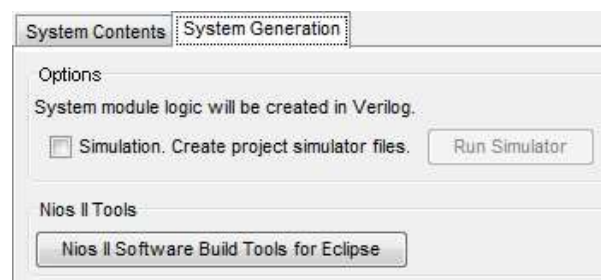 System Contents System Generation
Options
System module logic will be created in Verilog.
Simulation. Create project simulator files. Run Simulator
Nios II Tools
Nios II Software Build Tools for Eclipse